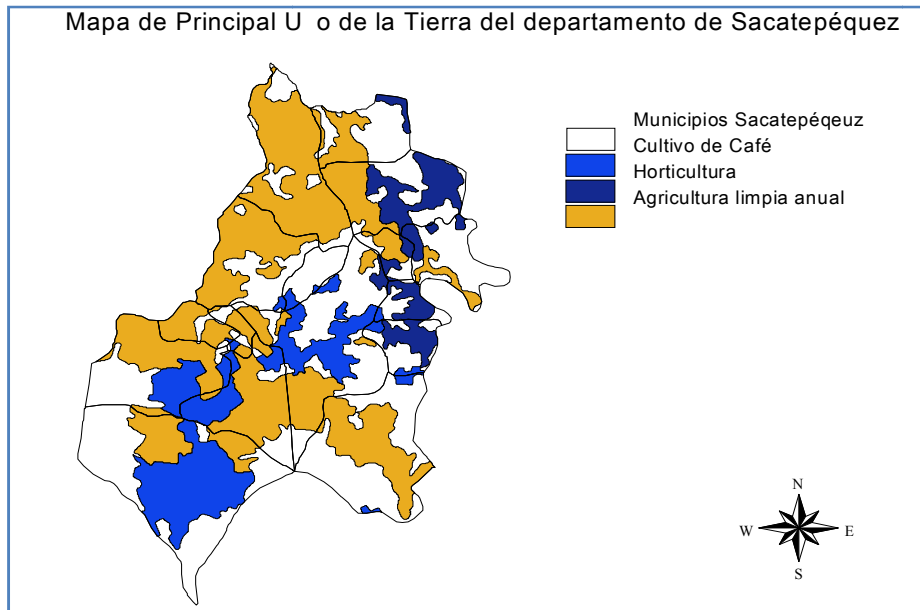 Mapa de Principal U o de la Tierra del departamento de Sacatepéquez
Municipios Sacatepéqeuz
Cultivo de Café
Horticultura
Agricultura limpia anual
N
W E
S